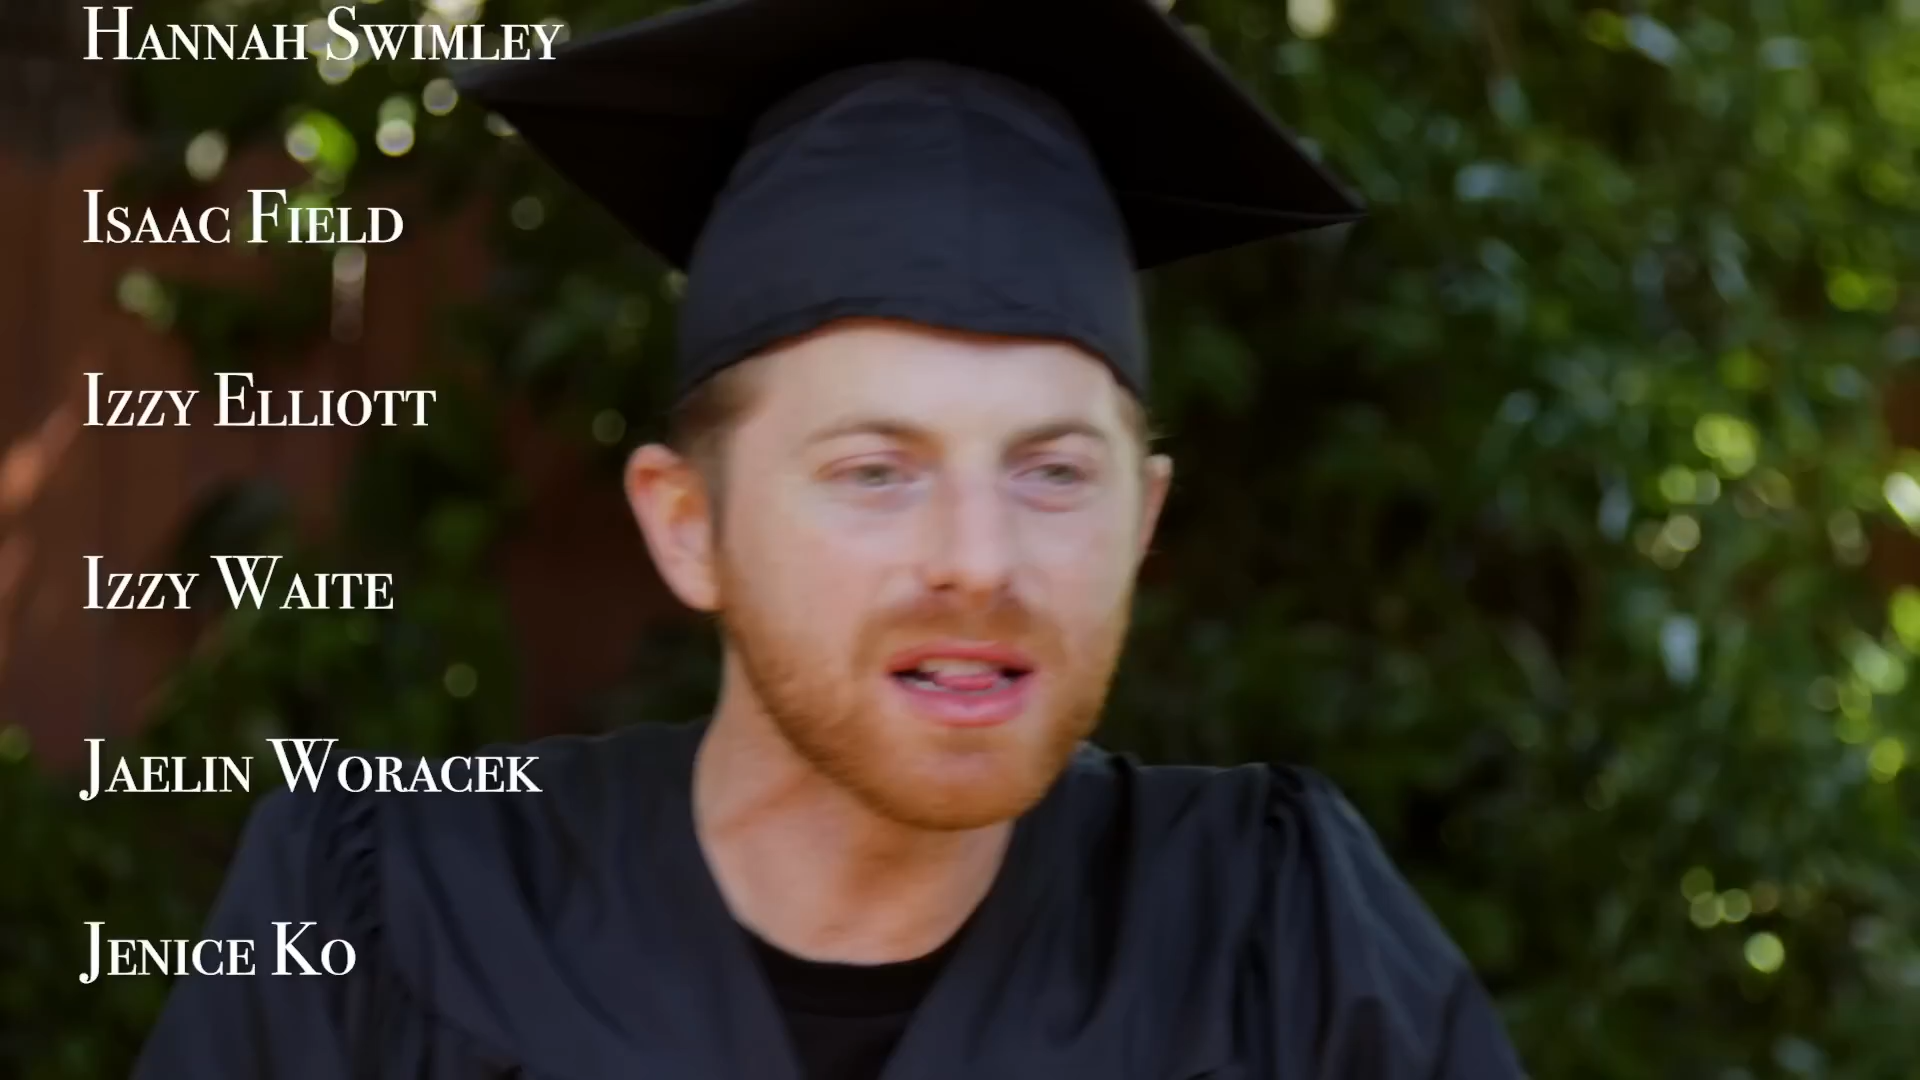 Hannah Swimley
Isaac Field
Izzy Elliott
Izzy Waite
Jaelin Woracek
Jenice Ko